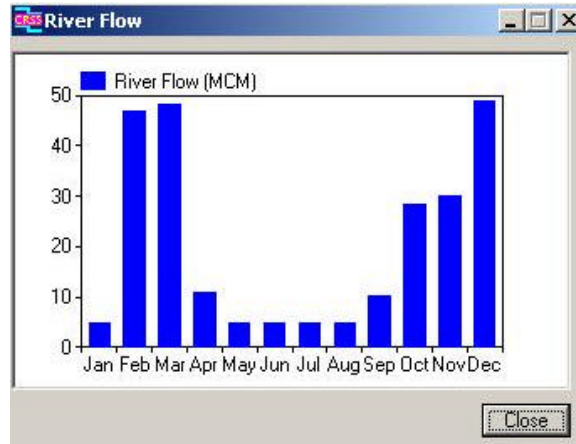 CRSS River Flow
River Flow (MCM)
50
40
30
20
10
0
Jan Feb Mar Apr May Jun Jul Aug Sep Oct Nov Dec
Close